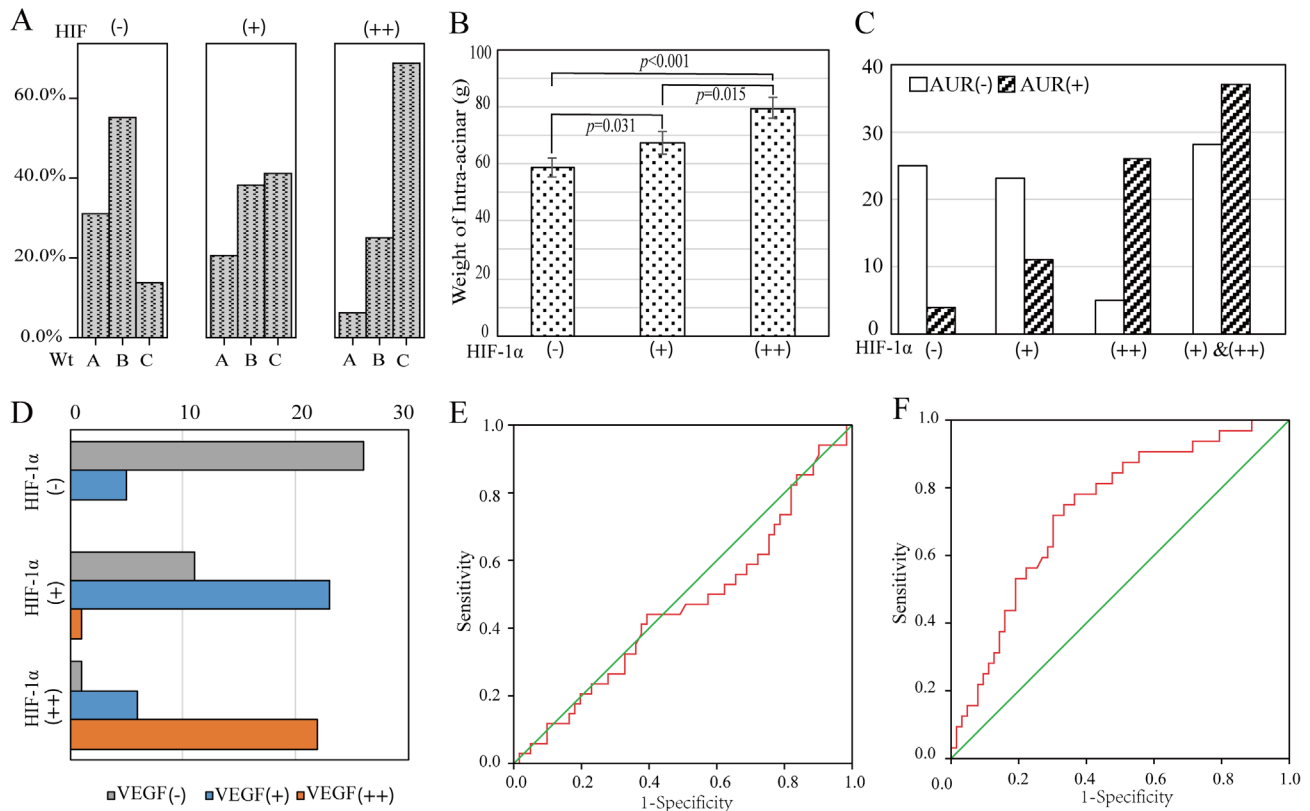 A
HIF (-) (+) (++)
60.0%
40.0%
20.0%
0.0%
Wt A B C A B C A B C
B
Weight of Intra-acinar (g)
100
80
60
40
20
0
p<0.001
p=0.015
p=0.031
HIF-1α (-) (+) (++)
C
AUR(-) AUR(+)
40
30
20
10
0
HIF-1α (-) (+) (++) (+) &(++)
D
0 10 20 30
HIF-1α
(-)
HIF-1α
(+)
HIF-1α
(++)
VEGF(-) VEGF(+) VEGF(++)
E
Sensitivity
1.0
0.8
0.6
0.4
0.2
0.0
0.0 0.2 0.4 0.6 0.8 1.0
1-Specificity
F
Sensitivity
1.0
0.8
0.6
0.4
0.2
0.0
0.0 0.2 0.4 0.6 0.8 1.0
1-Specificity